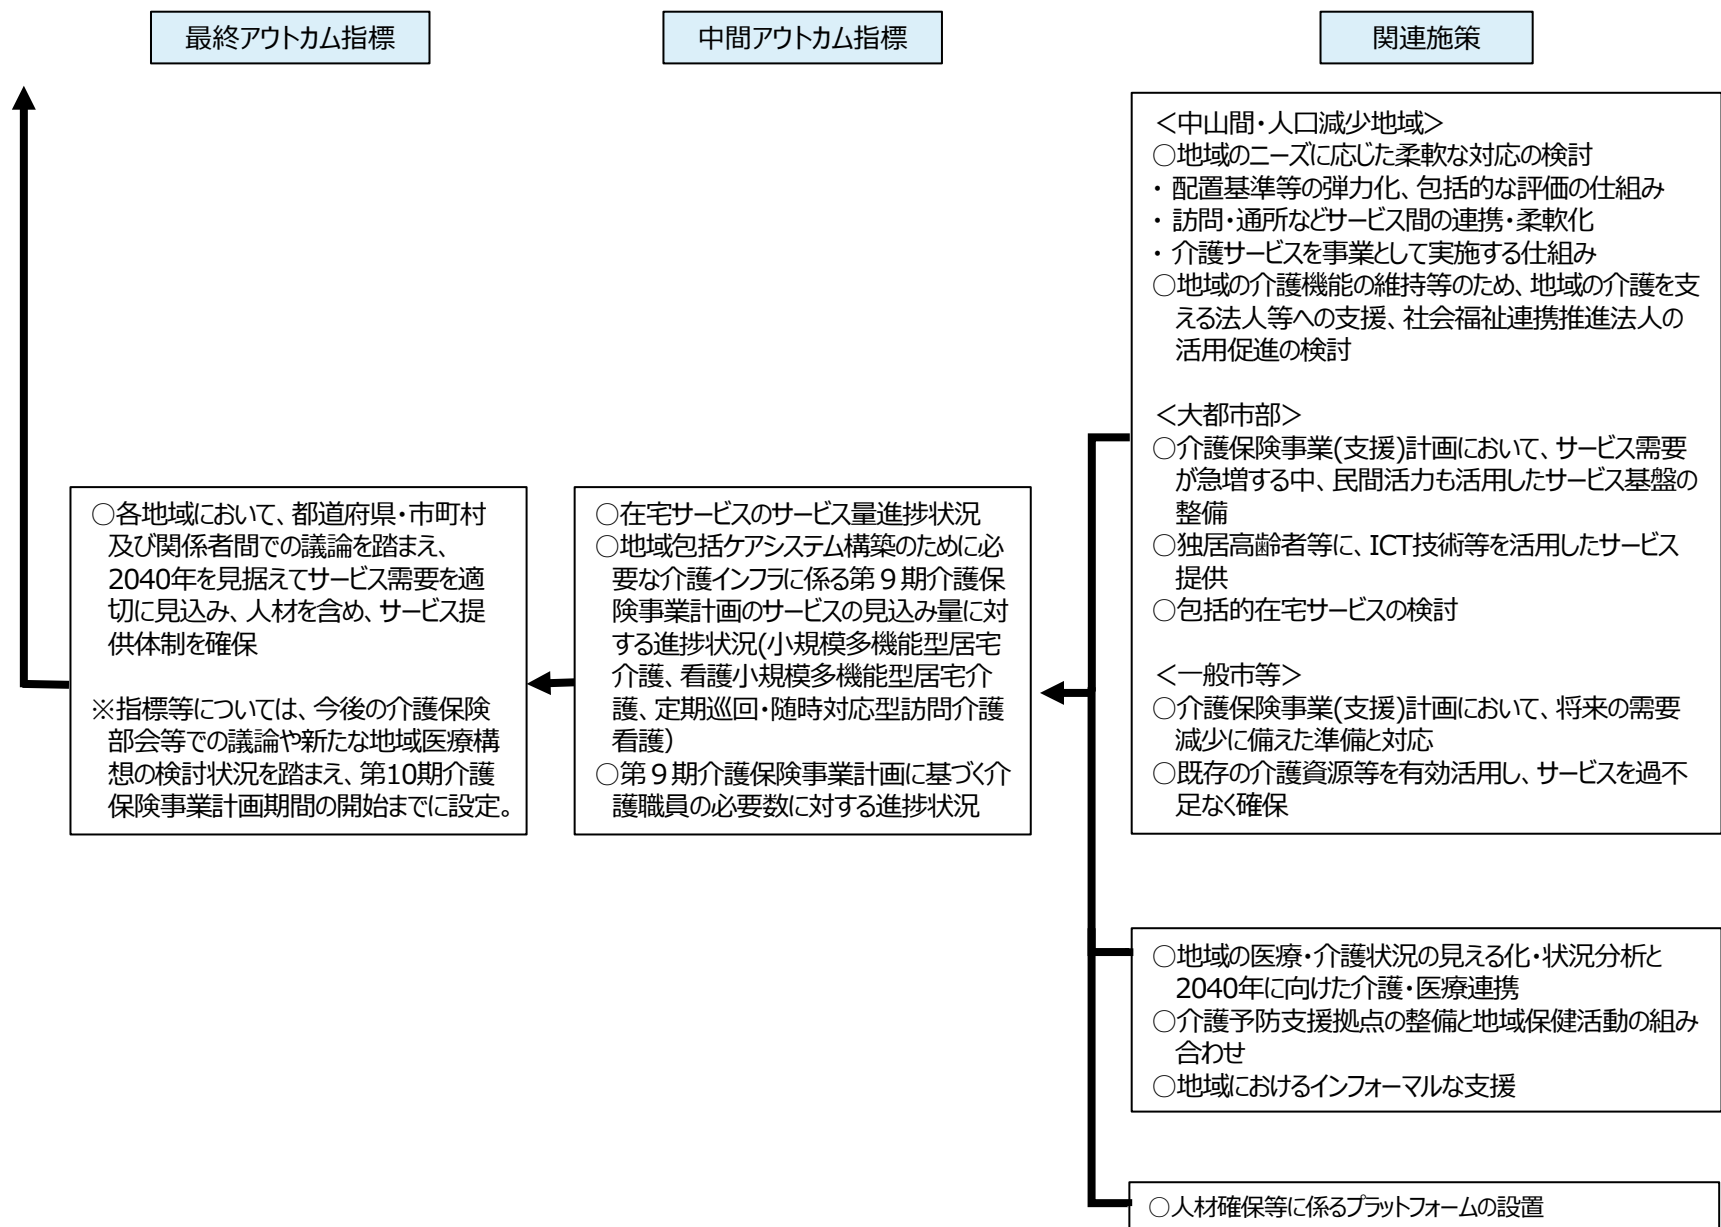 最終アウトカム指標
中間アウトカム指標
関連施策
○各地域において、都道府県・市町村
及び関係者間での議論を踏まえ、
2040年を見据えてサービス需要を適
切に見込み、人材を含め、サービス提
供体制を確保
※指標等については、今後の介護保険
部会等での議論や新たな地域医療構
想の検討状況を踏まえ、第10期介護
保険事業計画期間の開始までに設定。
○在宅サービスのサービス量進捗状況
○地域包括ケアシステム構築のために必
要な介護インフラに係る第９期介護保
険事業計画のサービスの見込み量に対
する進捗状況(小規模多機能型居宅
介護、看護小規模多機能型居宅介
護、定期巡回・随時対応型訪問介護
看護)
○第９期介護保険事業計画に基づく介
護職員の必要数に対する進捗状況
＜中山間・人口減少地域＞
○地域のニーズに応じた柔軟な対応の検討
・ 配置基準等の弾力化、包括的な評価の仕組み
・ 訪問・通所などサービス間の連携・柔軟化
・ 介護サービスを事業として実施する仕組み
○地域の介護機能の維持等のため、地域の介護を支
える法人等への支援、社会福祉連携推進法人の
活用促進の検討
＜大都市部＞
○介護保険事業(支援)計画において、サービス需要
が急増する中、民間活力も活用したサービス基盤の
整備
○独居高齢者等に、ICT技術等を活用したサービス
提供
○包括的在宅サービスの検討
＜一般市等＞
○介護保険事業(支援)計画において、将来の需要
減少に備えた準備と対応
○既存の介護資源等を有効活用し、サービスを過不
足なく確保
○地域の医療・介護状況の見える化・状況分析と
2040年に向けた介護・医療連携
○介護予防支援拠点の整備と地域保健活動の組み
合わせ
○地域におけるインフォーマルな支援
○人材確保等に係るプラットフォームの設置